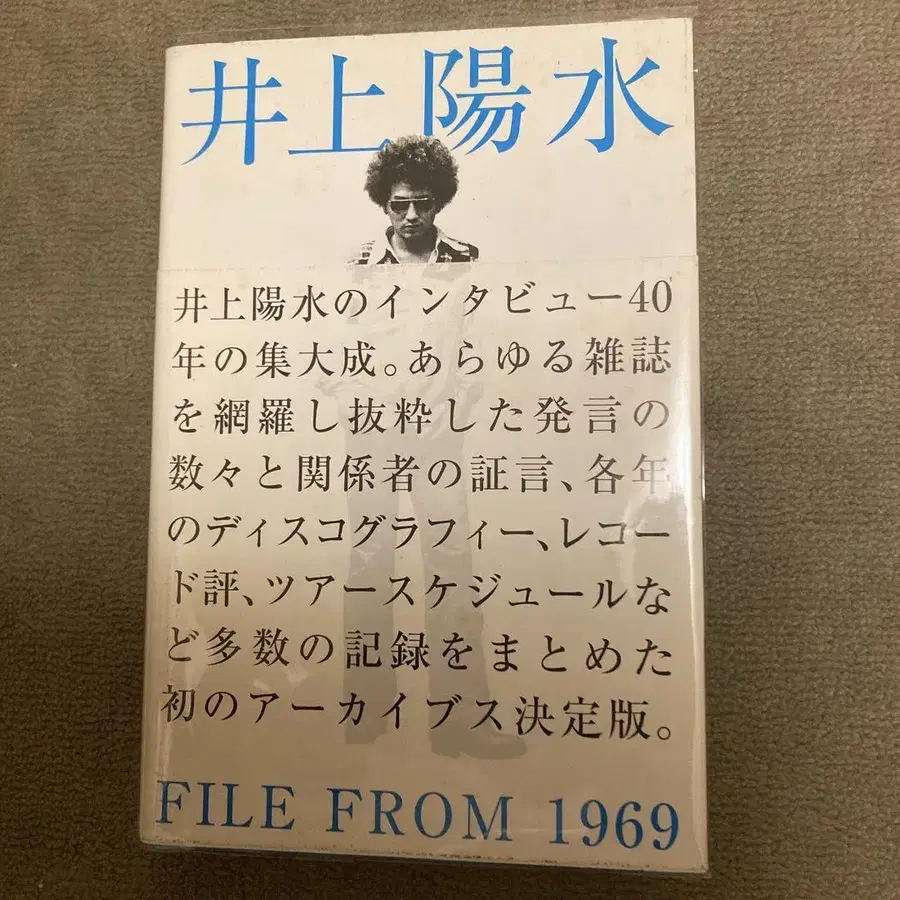 井上陽水
井上陽水のインタビュー40
年の集大成。あらゆる雑誌
を網羅し抜粋した発言の
数々と関係者の証言、各年
のディスコグラフィー、レコー
ド評、ツアースケジュールな
ど多数の記録をまとめた
初のアーカイブス決定版。
FILE FROM 1969